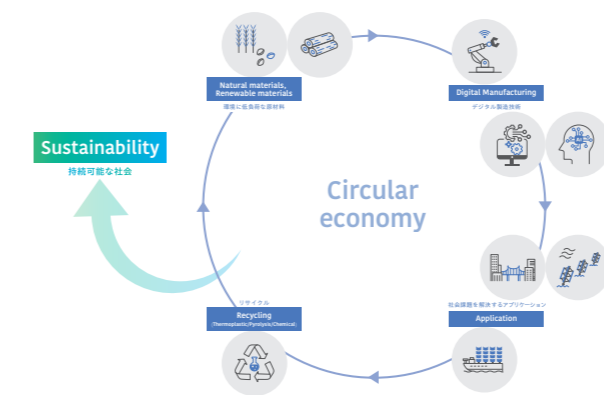 Natural materials,
Renewable materials
環境に低負荷な原材料
Digital Manufacturing
デジタル製造技術
Sustainability
持続可能な社会
Circular
economy
AI
リサイクル
Recycling
(Thermoplastic/Pyrolysis/Chemical)
社会課題を解決するアプリケーション
Application